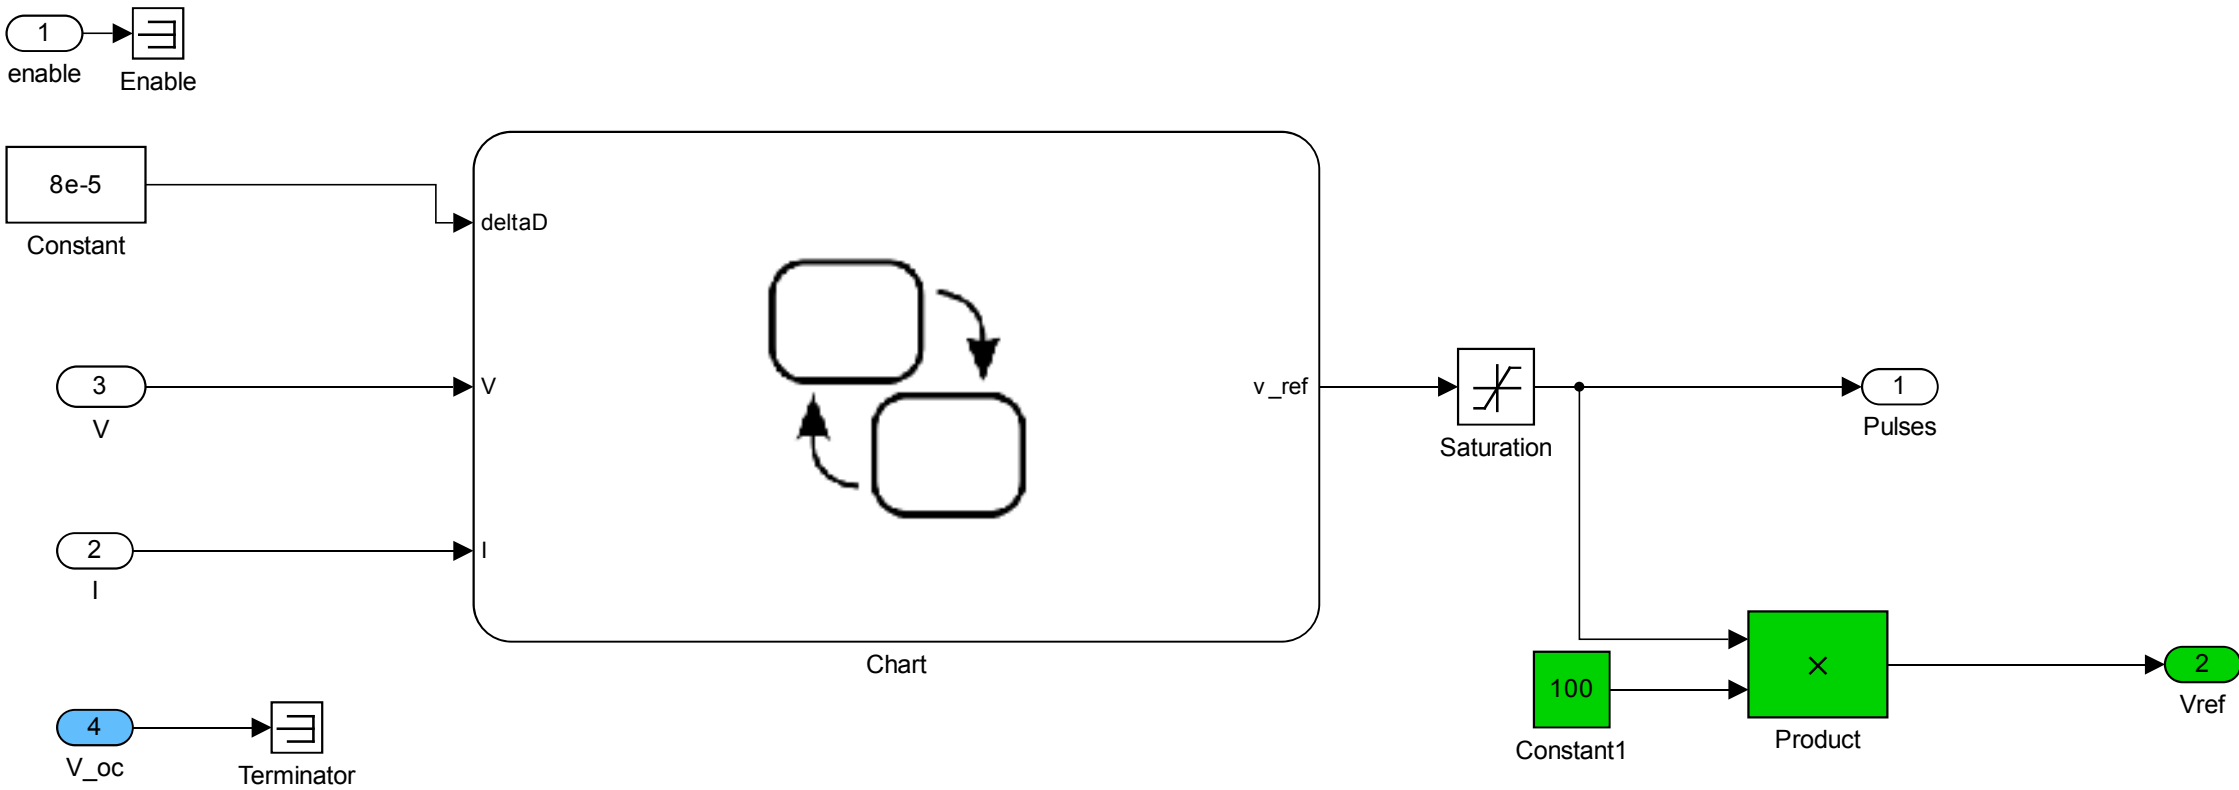 1
enable
Enable
8e-5
Constant
deltaD
3
V
V
v_ref
Saturation
1
Pulses
2
I
I
Chart
4
V_oc
Terminator
100
Constant1
×
Product
2
Vref